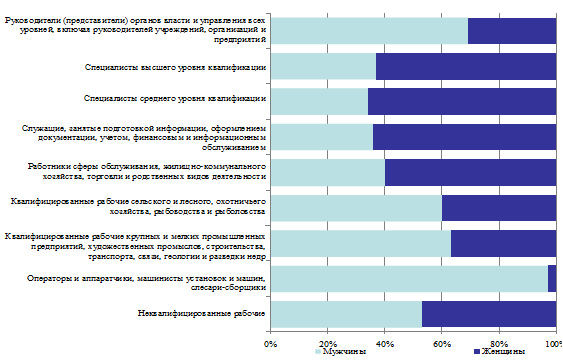 Руководители (представители) органов власти и управления всех
уровней, включая руководителей учреждений, организаций и
предприятий
Специалисты высшего уровня квалификации
Специалисты среднего уровня квалификации
Служащие, занятые подготовкой информации, оформлением
документации, учетом, финансовым и информационным
обслуживанием
Работники сферы обслуживания, жилищно-коммунального
хозяйства, торговли и родственных видов деятельности
Квалифицированные рабочие сельского и лесного, охотничьего
хозяйства, рыбоводства и рыболовства
Квалифицированные рабочие крупных и мелких промышленных
предприятий, художественных промыслов, строительства,
транспорта, связи, геологии и разведки недр
Операторы и аппаратчики, машинисты установок и машин,
слесари-сборщики
Неквалифицированные рабочие
0% 20% 40% 60% 80% 100%
Мужчины Женщины